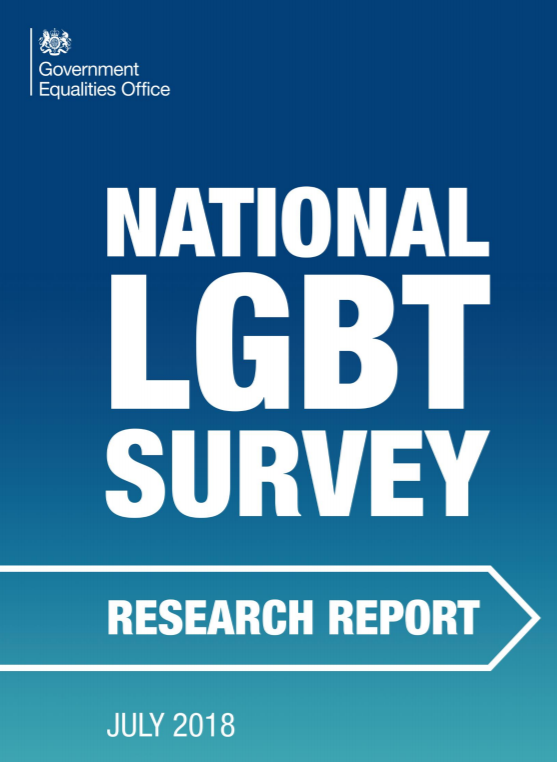 Government
Equalities Office
NATIONAL
LGBT
SURVEY
RESEARCH REPORT
JULY 2018